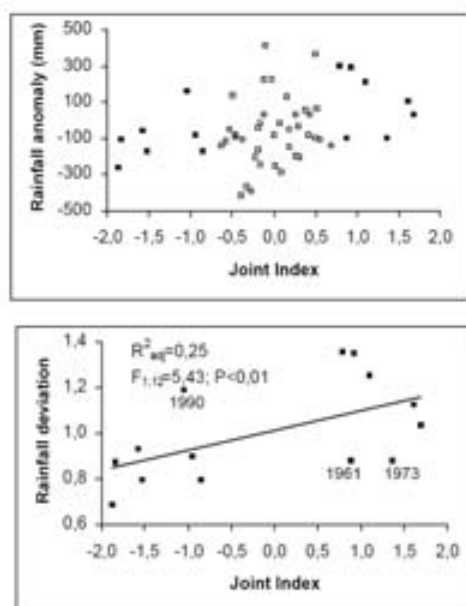 Rainfall anomaly (mm)
500
300
100
-100
-300
-500
-2,0 -1,5 -1,0 -0,5 0,0 0,5 1,0 1,5 2,0
Joint Index
Rainfall deviation
1,4
1,2
1,0
0,8
0,6
R²adj=0,25
F1,12=5,43; P<0,01
1990
1961 1973
-2,0 -1,5 -1,0 -0,5 0,0 0,5 1,0 1,5 2,0
Joint Index